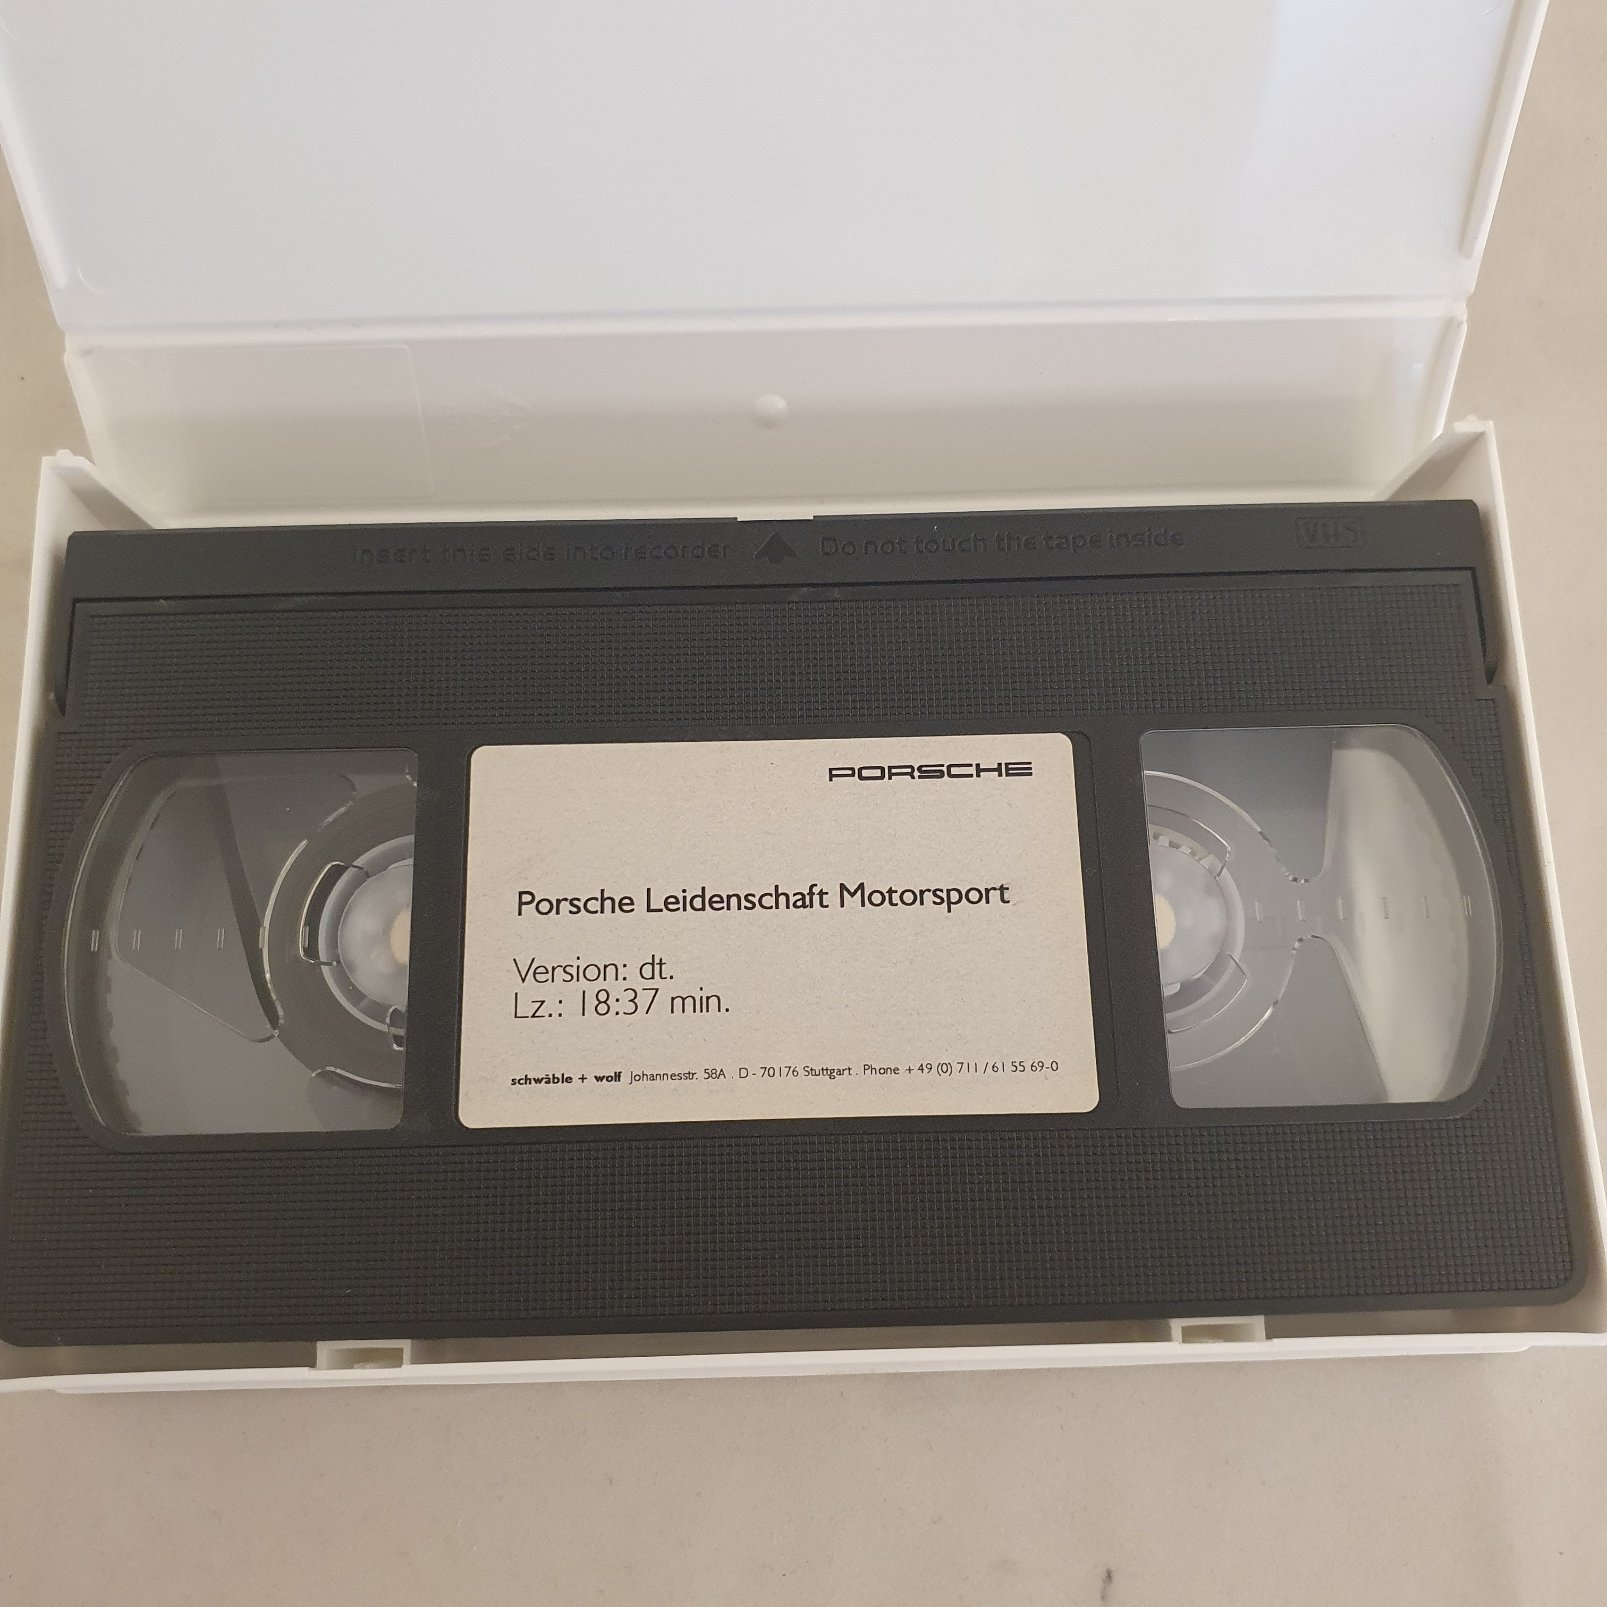 Insert this side into recorder Do not touch the tape inside VHS
PORSCHE
Porsche Leidenschaft Motorsport
Version: dt.
Lz.: 18:37 min.
schwäble + wolf Johannesstr. 58A . D - 70176 Stuttgart . Phone + 49 (0) 711 / 61 55 69-0